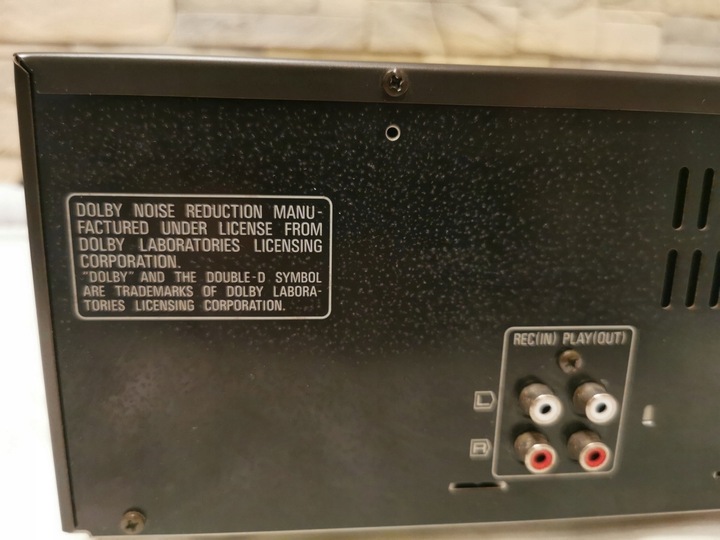 DOLBY NOISE REDUCTION MANU-
FACTURED UNDER LICENSE FROM
DOLBY LABORATORIES LICENSING
CORPORATION.
"DOLBY" AND THE DOUBLE-D SYMBOL
ARE TRADEMARKS OF DOLBY LABORA-
TORIES LICENSING CORPORATION.
REC(IN) PLAY(OUT)
L
R